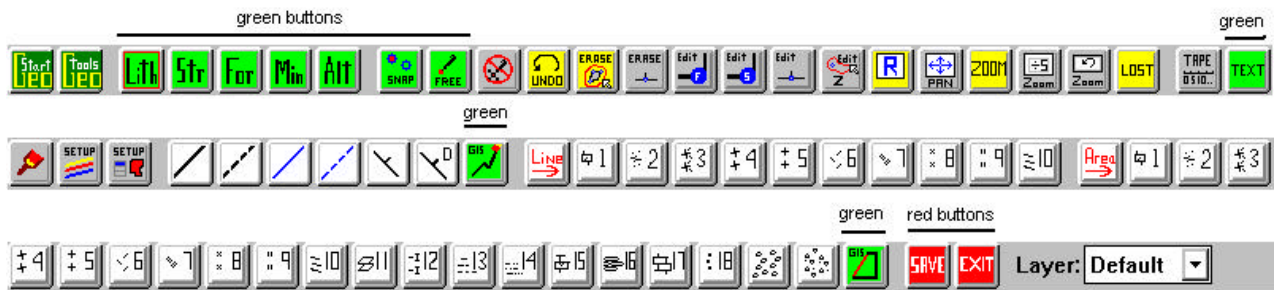 green buttons green
Start Geo Tools Geo Lith Str For Min Alt SNAP FREE UNDO ERASE ERASE Edit F Edit S Edit Edit Z R PAN ZOOM ÷5 Zoom Zoom LOST TAPE 0510... TEXT
green
SETUP SETUP D GIS Line 1 2 3 4 5 6 7 8 9 10 Area 1 2 3
green red buttons
4 5 6 7 8 9 10 11 12 13 14 15 16 17 18 GIS SAVE EXIT Layer: Default